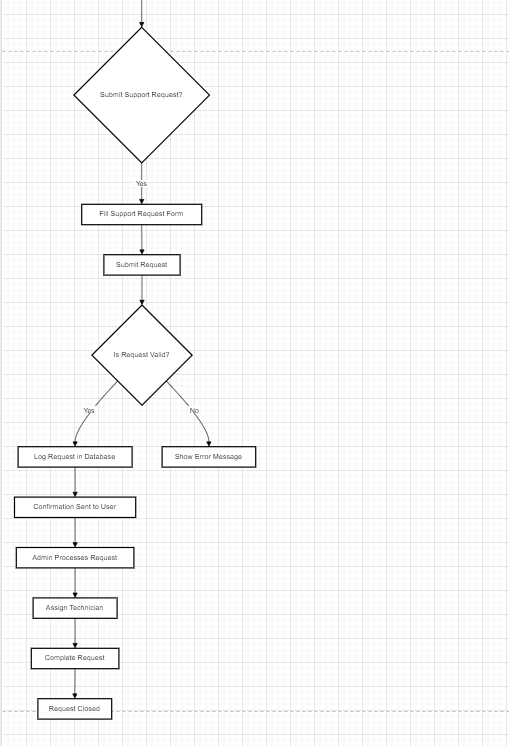 Submit Support Request?
Yes
Fill Support Request Form
Submit Request
Is Request Valid?
Yes
No
Log Request in Database
Show Error Message
Confirmation Sent to User
Admin Processes Request
Assign Technician
Complete Request
Request Closed